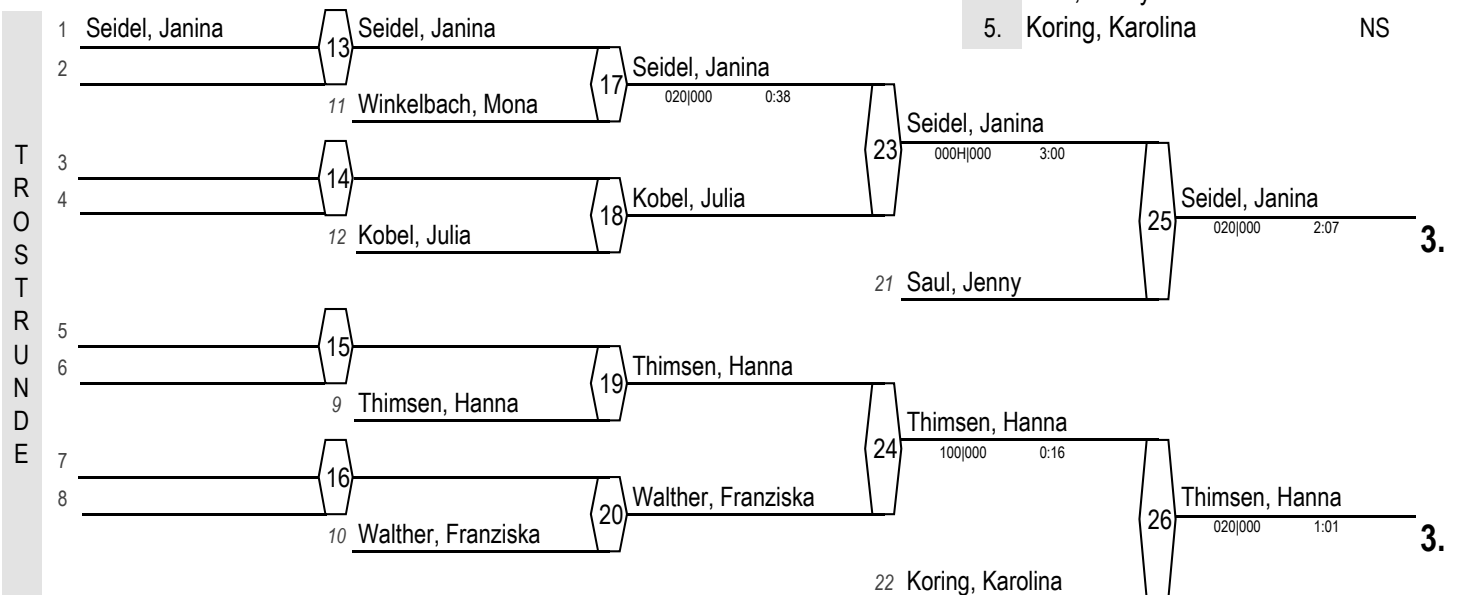 5. Koring, Karolina NS
TROSTRUNDE
1 Seidel, Janina
13
Seidel, Janina
2
11 Winkelbach, Mona
17
Seidel, Janina
020|000 0:38
3
14
4
12 Kobel, Julia
18
Kobel, Julia
23
Seidel, Janina
000H|000 3:00
21 Saul, Jenny
25
Seidel, Janina
020|000 2:07
3.
5
15
6
9 Thimsen, Hanna
19
Thimsen, Hanna
7
16
8
10 Walther, Franziska
20
Walther, Franziska
24
Thimsen, Hanna
100|000 0:16
22 Koring, Karolina
26
Thimsen, Hanna
020|000 1:01
3.